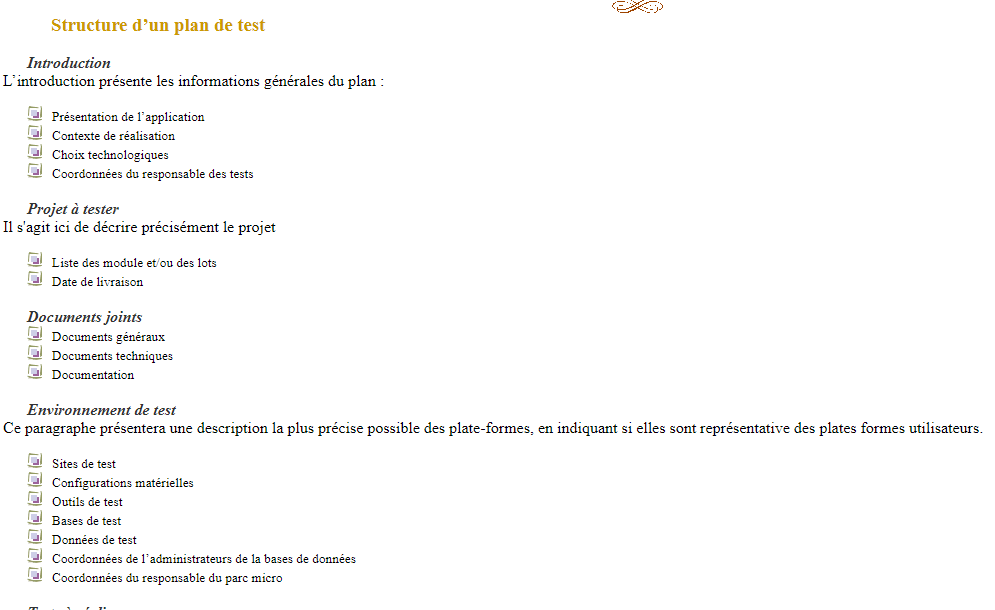 Structure d’un plan de test
Introduction
L’introduction présente les informations générales du plan :
Présentation de l’application
Contexte de réalisation
Choix technologiques
Coordonnées du responsable des tests
Projet à tester
Il s'agit ici de décrire précisément le projet
Liste des module et/ou des lots
Date de livraison
Documents joints
Documents généraux
Documents techniques
Documentation
Environnement de test
Ce paragraphe présentera une description la plus précise possible des plate-formes, en indiquant si elles sont représentative des plates formes utilisateurs.
Sites de test
Configurations matérielles
Outils de test
Bases de test
Données de test
Coordonnées de l’administrateurs de la bases de données
Coordonnées du responsable du parc micro